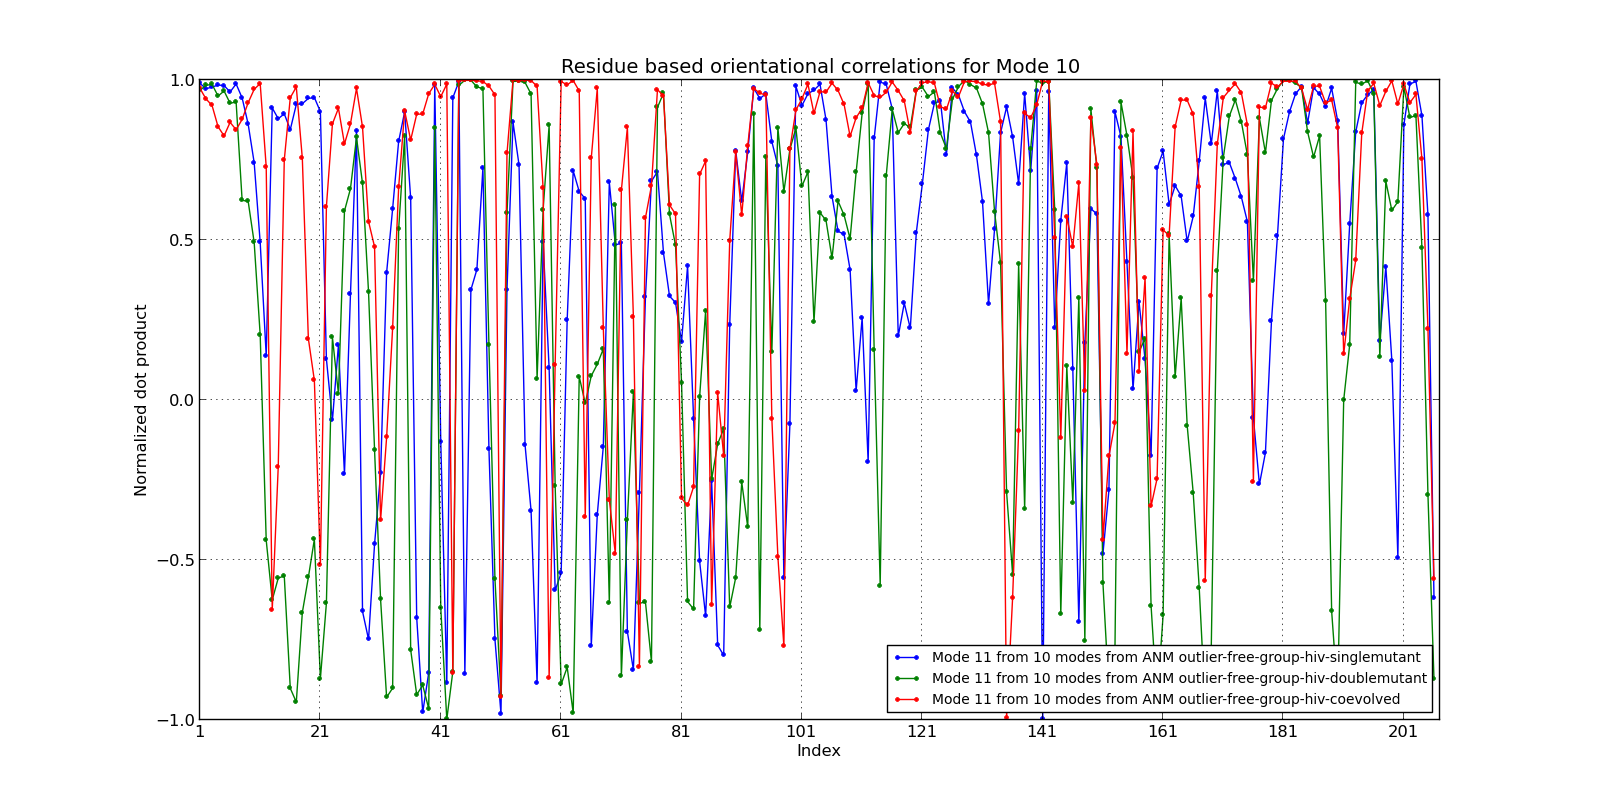 Residue based orientational correlations for Mode 10
Normalized dot product
1.0
0.5
0.0
−0.5
−1.0
Mode 11 from 10 modes from ANM outlier-free-group-hiv-singlemutant
Mode 11 from 10 modes from ANM outlier-free-group-hiv-doublemutant
Mode 11 from 10 modes from ANM outlier-free-group-hiv-coevolved
1 21 41 61 81 101 121 141 161 181 201
Index